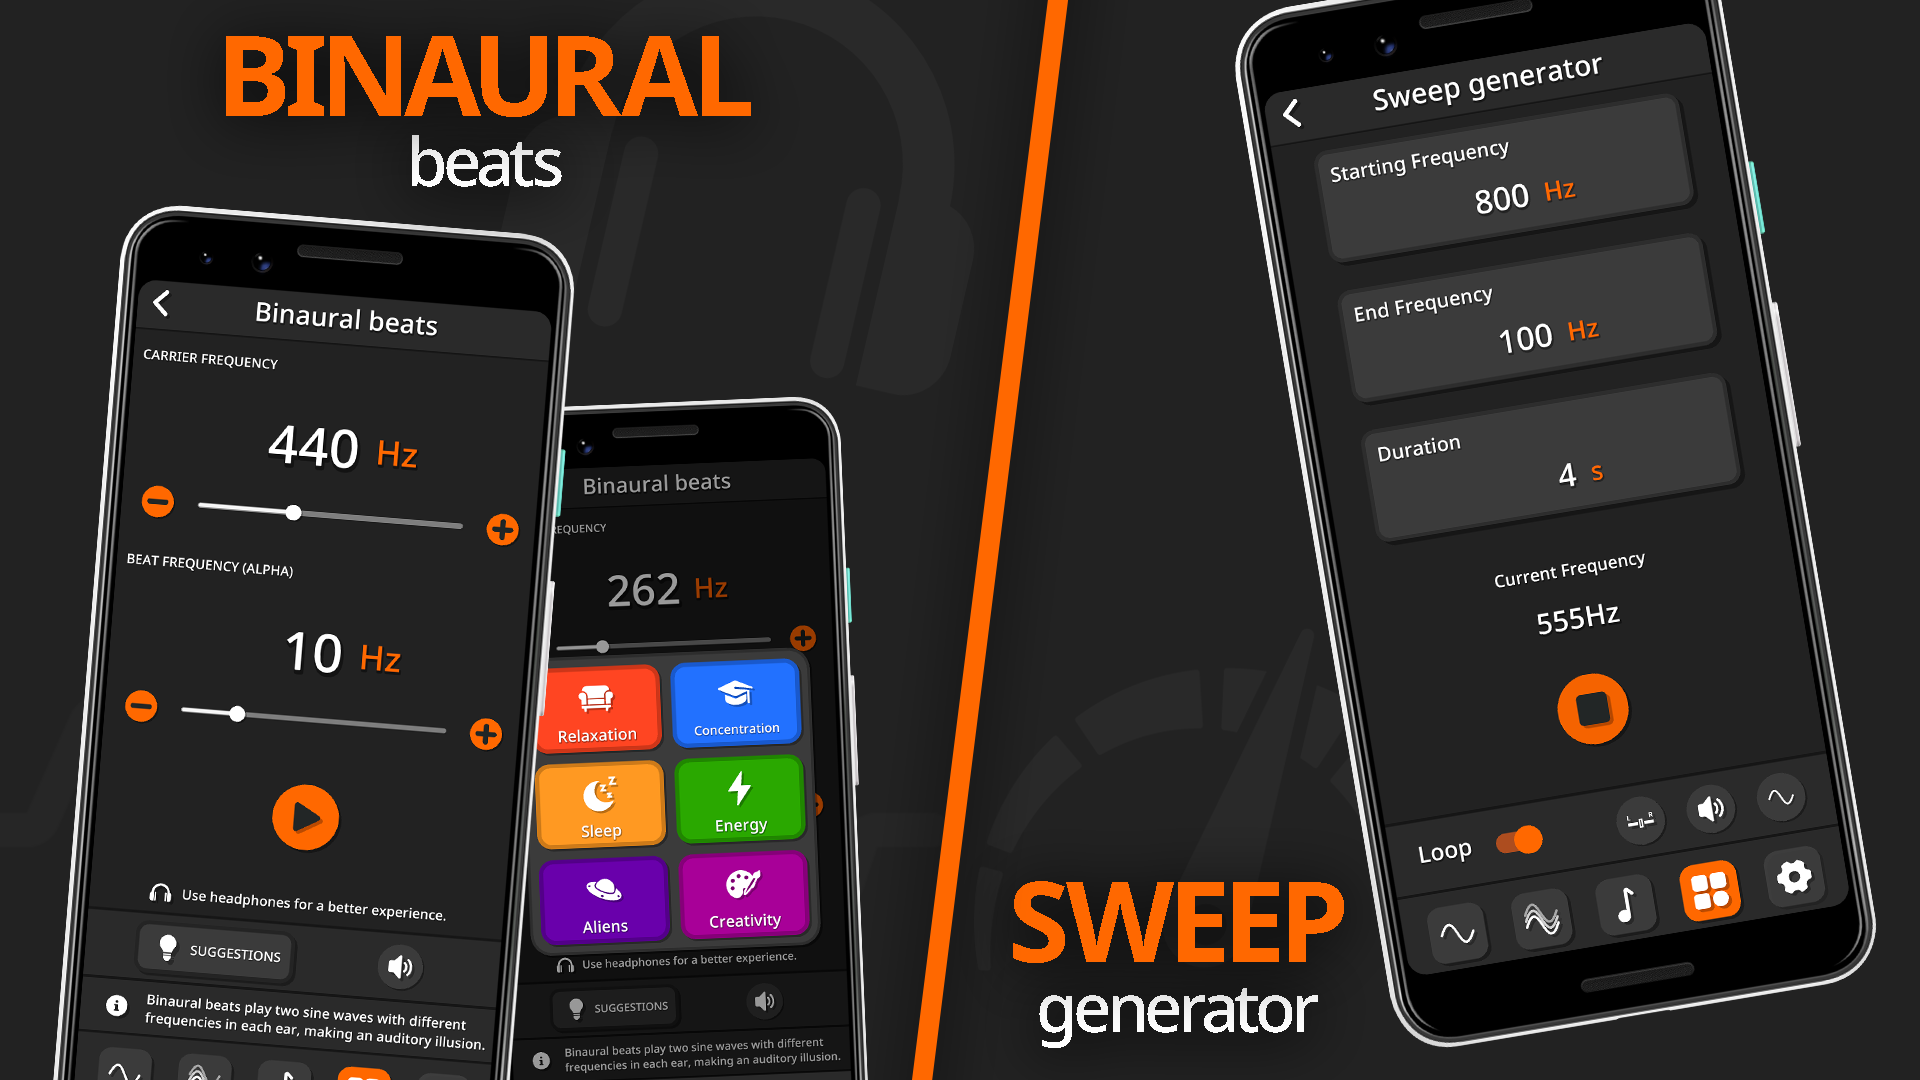 BINAURAL
beats
Binaural beats
CARRIER FREQUENCY
440 Hz
BEAT FREQUENCY (ALPHA)
10 Hz
Use headphones for a better experience.
SUGGESTIONS
Binaural beats play two sine waves with different
frequencies in each ear, making an auditory illusion.
Binaural beats
262 Hz
Relaxation
Concentration
Sleep
Energy
Aliens
Creativity
Use headphones for a better experience.
SUGGESTIONS
Binaural beats play two sine waves with different
frequencies in each ear, making an auditory illusion.
Sweep generator
Starting Frequency
800 Hz
End Frequency
100 Hz
Duration
4 s
Current Frequency
555Hz
Loop
L R
SWEEP
generator